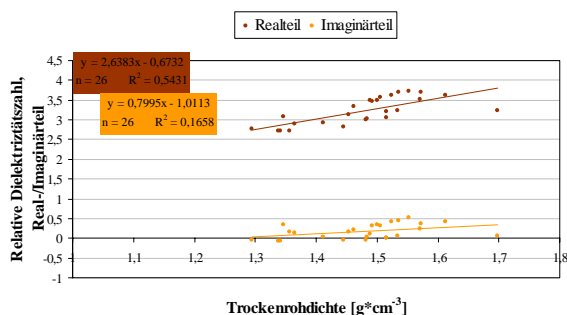 Realteil Imaginärteil
Relative Dielektriztätszahl,
Real-/Imaginärteil
4,5
4
3,5
3
2,5
2
1,5
1
0,5
0
-0,5
-1
y = 2,6383x - 0,6732
n = 26 R² = 0,5431
y = 0,7995x - 1,0113
n = 26 R² = 0,1658
1,1 1,2 1,3 1,4 1,5 1,6 1,7 1,8
Trockenrohdichte [g*cm⁻³]